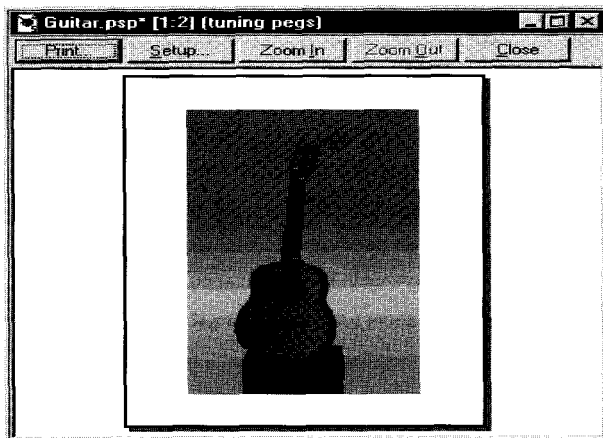 Guitar.psp* [1:2] (tuning pegs)
Print... Setup... Zoom In Zoom Out Close